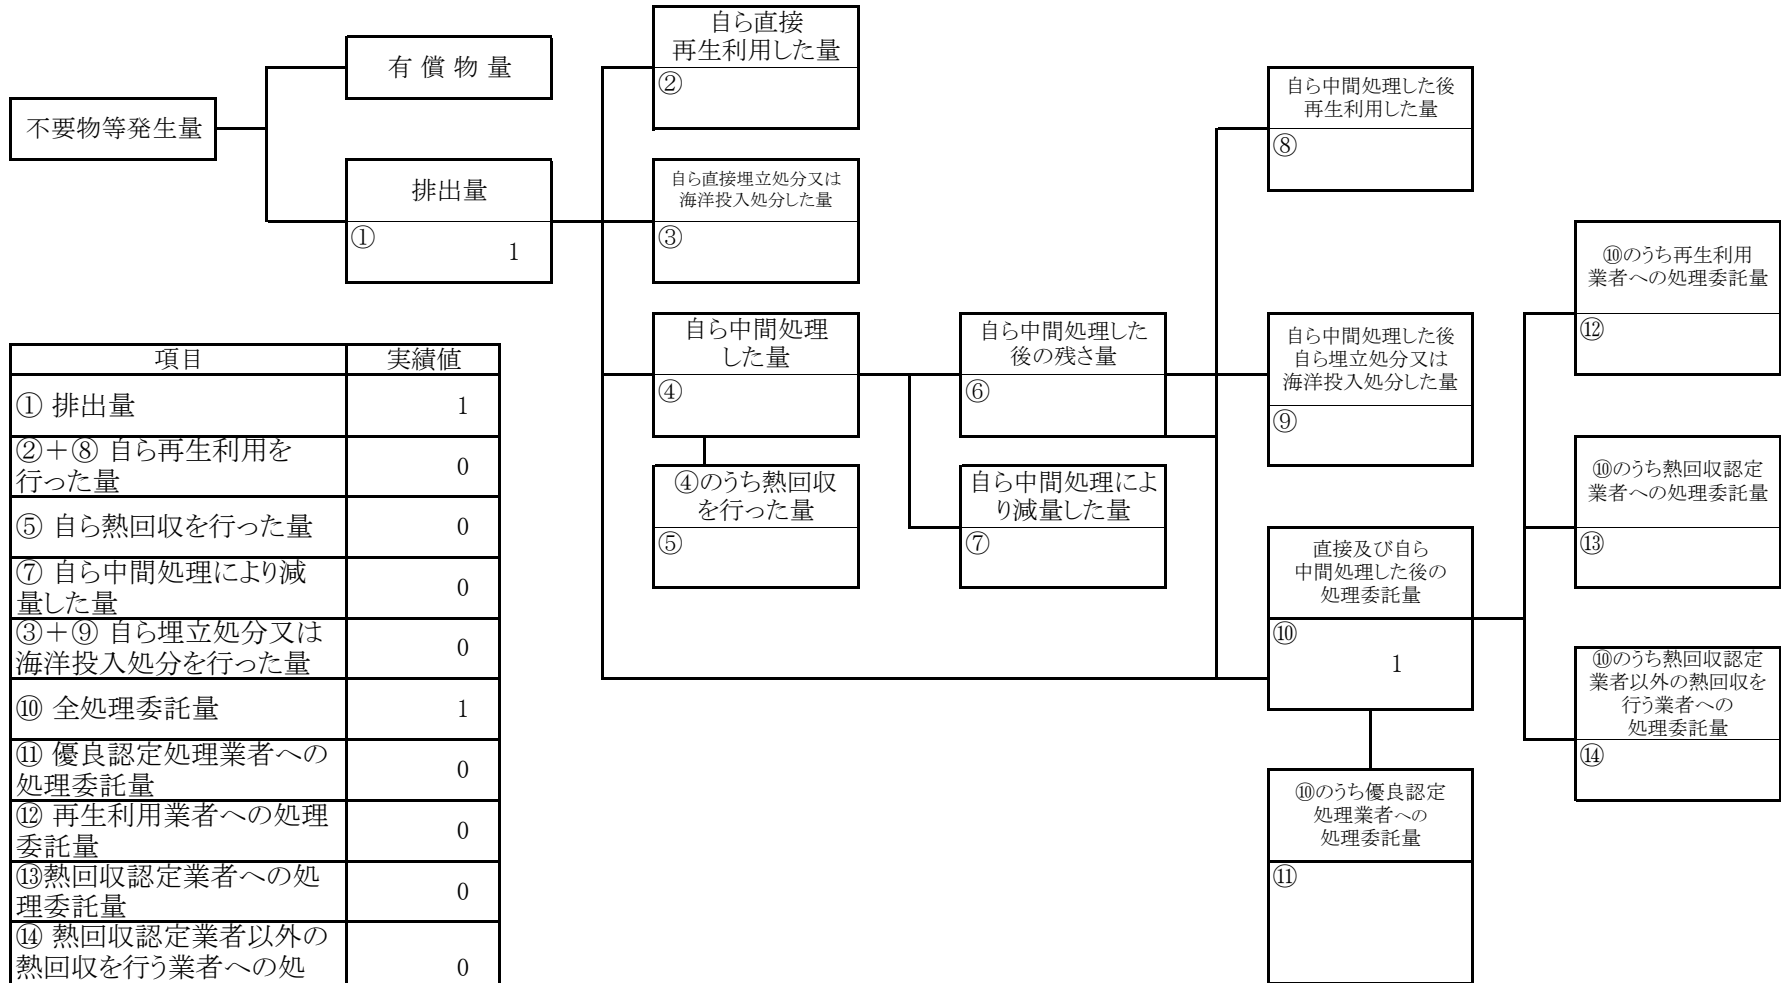 不要物等発生量
有 償 物 量
排出量
①
1
自ら直接
再生利用した量
②
自ら直接埋立処分又は
海洋投入処分した量
③
自ら中間処理
した量
④
④のうち熱回収
を行った量
⑤
自ら中間処理した
後の残さ量
⑥
自ら中間処理によ
り減量した量
⑦
自ら中間処理した後
再生利用した量
⑧
自ら中間処理した後
自ら埋立処分又は
海洋投入処分した量
⑨
直接及び自ら
中間処理した後の
処理委託量
⑩
1
⑩のうち優良認定
処理業者への
処理委託量
⑪
⑩のうち再生利用
業者への処理委託量
⑫
⑩のうち熱回収認定
業者への処理委託量
⑬
⑩のうち熱回収認定
業者以外の熱回収を
行う業者への
処理委託量
⑭
項目 実績値
① 排出量 1
②＋⑧ 自ら再生利用を
行った量 0
⑤ 自ら熱回収を行った量 0
⑦ 自ら中間処理により減
量した量 0
③＋⑨ 自ら埋立処分又は
海洋投入処分を行った量 0
⑩ 全処理委託量 1
⑪ 優良認定処理業者への
処理委託量 0
⑫ 再生利用業者への処理
委託量 0
⑬熱回収認定業者への処
理委託量 0
⑭ 熱回収認定業者以外の
熱回収を行う業者への処 0